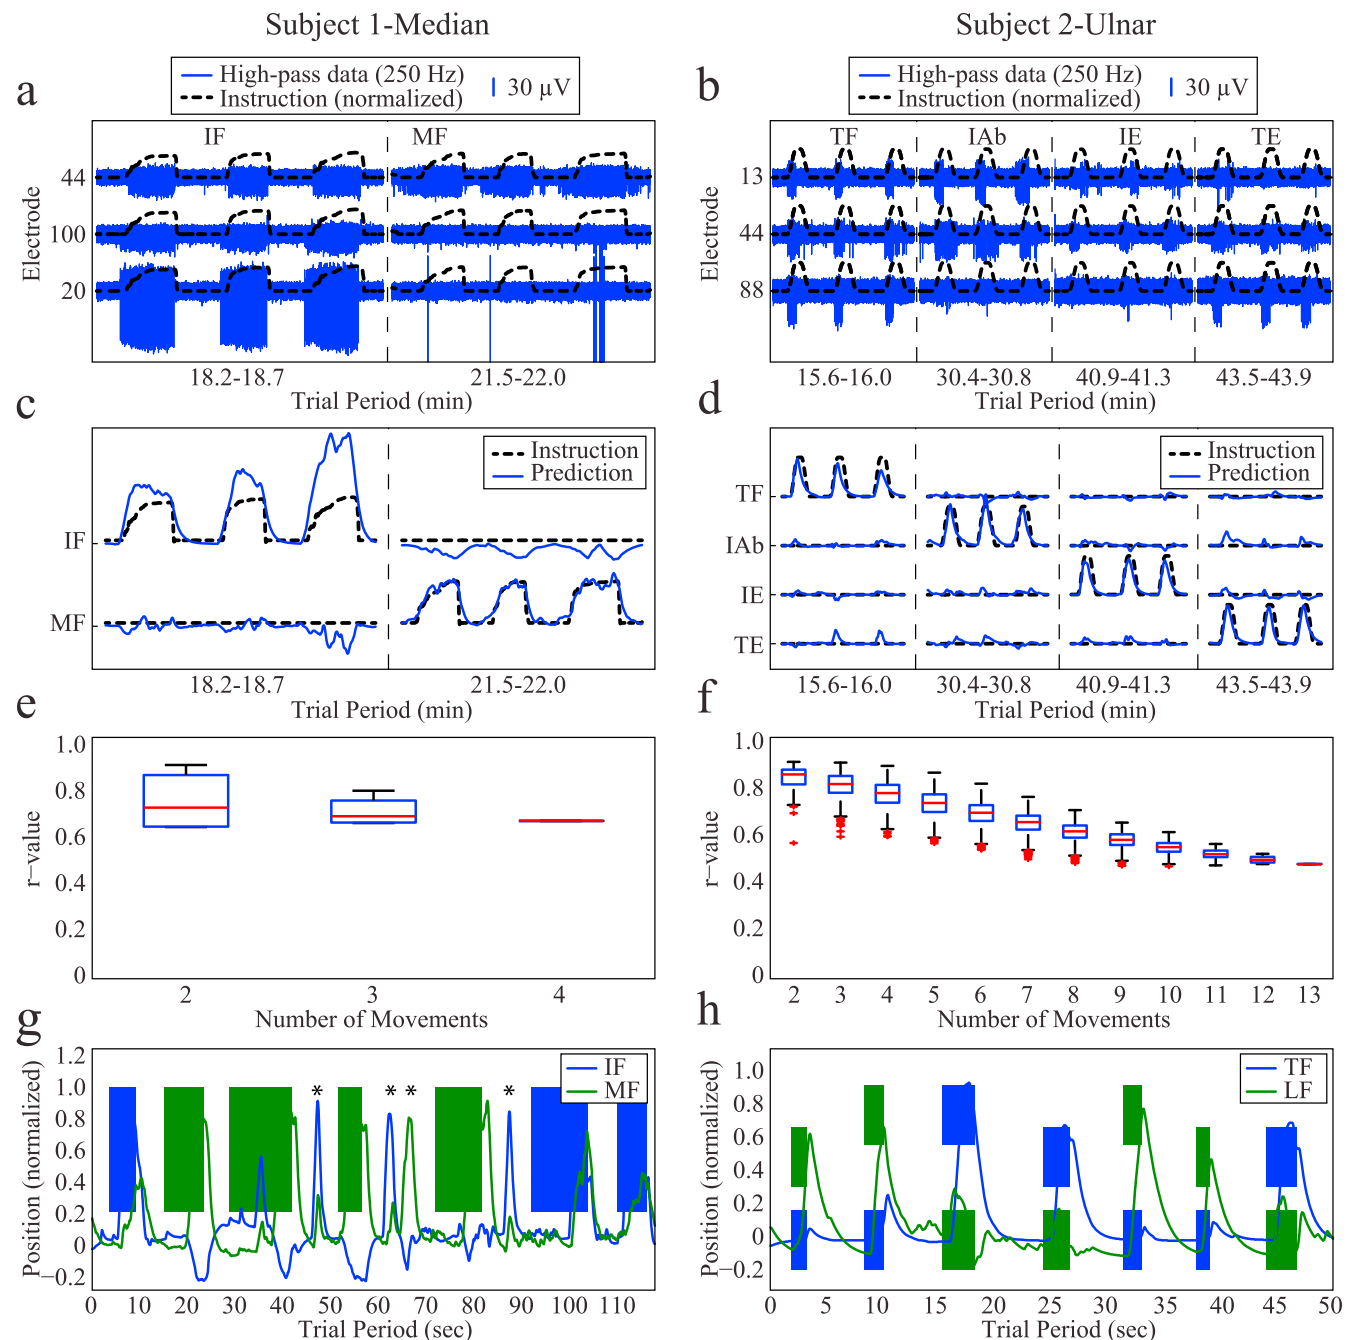 Subject 1-Median
Subject 2-Ulnar
a
High-pass data (250 Hz)
Instruction (normalized)
30 µV
IF
MF
Electrode
44
100
20
18.2-18.7
21.5-22.0
Trial Period (min)
b
High-pass data (250 Hz)
Instruction (normalized)
30 µV
TF
IAb
IE
TE
Electrode
13
44
88
15.6-16.0
30.4-30.8
40.9-41.3
43.5-43.9
Trial Period (min)
c
Instruction
Prediction
IF
MF
18.2-18.7
21.5-22.0
Trial Period (min)
d
Instruction
Prediction
TF
IAb
IE
TE
15.6-16.0
30.4-30.8
40.9-41.3
43.5-43.9
Trial Period (min)
e
r–value
1.0
0.8
0.6
0.4
0.2
0
2
3
4
Number of Movements
f
r–value
1.0
0.8
0.6
0.4
0.2
0
2
3
4
5
6
7
8
9
10
11
12
13
Number of Movements
g
Position (normalized)
1.2
1.0
0.8
0.6
0.4
0.2
0
−0.2
IF
MF
*
*
*
*
0
10
20
30
40
50
60
70
80
90
100
110
Trial Period (sec)
h
Position (normalized)
1.0
0.8
0.6
0.4
0.2
0
−0.2
TF
LF
0
5
10
15
20
25
30
35
40
45
50
Trial Period (sec)